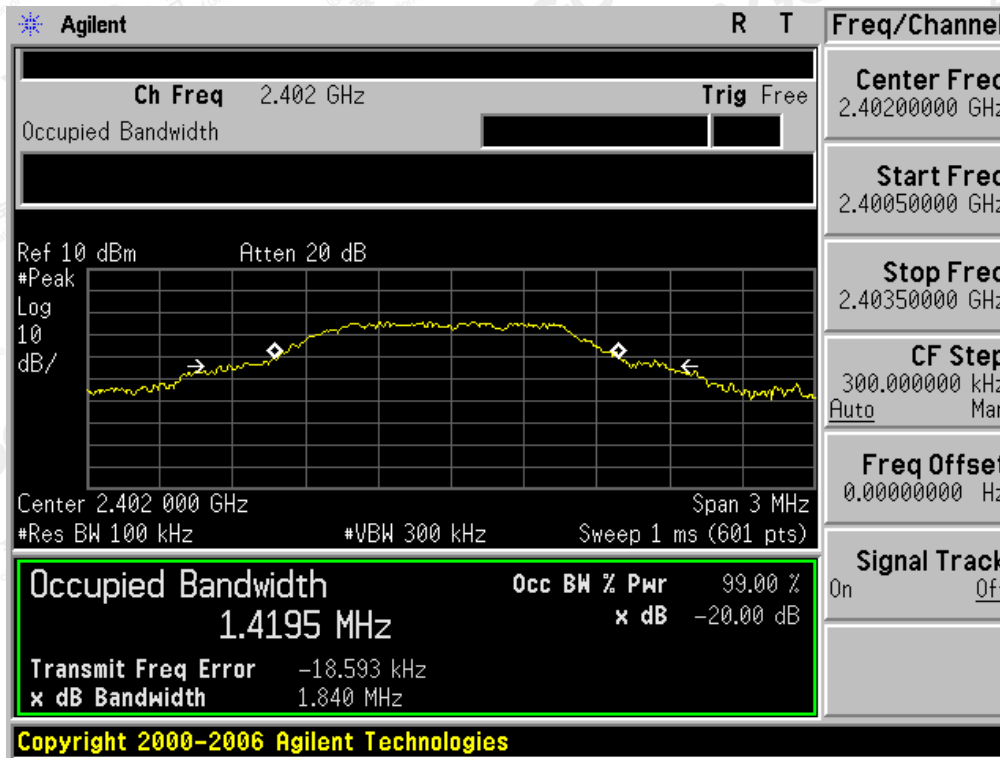 Agilent R T Freq/Channel
Ch Freq 2.402 GHz Trig Free
Occupied Bandwidth
Center Freq
2.40200000 GHz
Start Freq
2.40050000 GHz
Stop Freq
2.40350000 GHz
CF Step
300.000000 kHz
Auto Man
Freq Offset
0.00000000 Hz
Signal Track
On Off
Ref 10 dBm Atten 20 dB
#Peak
Log
10
dB/
Center 2.402 000 GHz Span 3 MHz
#Res BW 100 kHz #VBW 300 kHz Sweep 1 ms (601 pts)
Occupied Bandwidth Occ BW % Pwr 99.00 %
1.4195 MHz x dB -20.00 dB
Transmit Freq Error -18.593 kHz
x dB Bandwidth 1.840 MHz
Copyright 2000-2006 Agilent Technologies